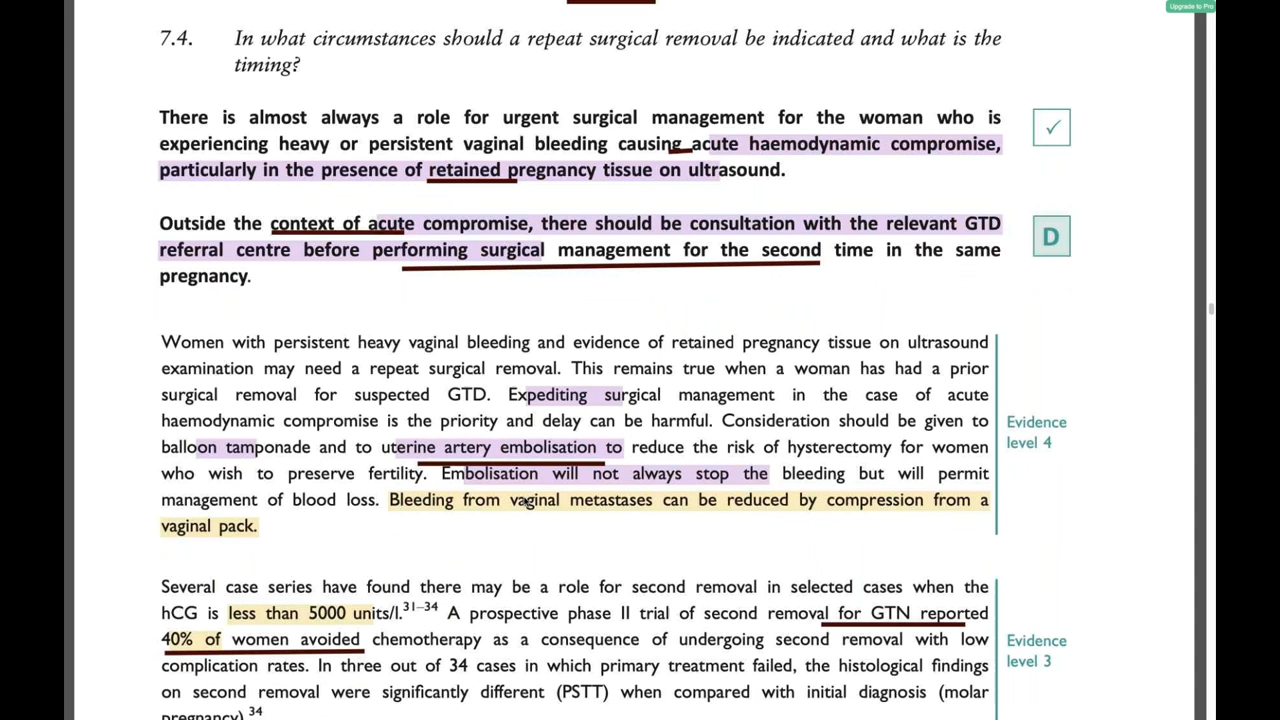 Upgrade to Pro
7.4. In what circumstances should a repeat surgical removal be indicated and what is the
timing?
There is almost always a role for urgent surgical management for the woman who is
experiencing heavy or persistent vaginal bleeding causing acute haemodynamic compromise,
particularly in the presence of retained pregnancy tissue on ultrasound.
✓
Outside the context of acute compromise, there should be consultation with the relevant GTD
referral centre before performing surgical management for the second time in the same
pregnancy.
D
Women with persistent heavy vaginal bleeding and evidence of retained pregnancy tissue on ultrasound
examination may need a repeat surgical removal. This remains true when a woman has had a prior
surgical removal for suspected GTD. Expediting surgical management in the case of acute
haemodynamic compromise is the priority and delay can be harmful. Consideration should be given to
balloon tamponade and to uterine artery embolisation to reduce the risk of hysterectomy for women
who wish to preserve fertility. Embolisation will not always stop the bleeding but will permit
management of blood loss. Bleeding from vaginal metastases can be reduced by compression from a
vaginal pack.
Evidence
level 4
Several case series have found there may be a role for second removal in selected cases when the
hCG is less than 5000 units/l.31–34 A prospective phase II trial of second removal for GTN reported
40% of women avoided chemotherapy as a consequence of undergoing second removal with low
complication rates. In three out of 34 cases in which primary treatment failed, the histological findings
on second removal were significantly different (PSTT) when compared with initial diagnosis (molar
pregnancy).34
Evidence
level 3